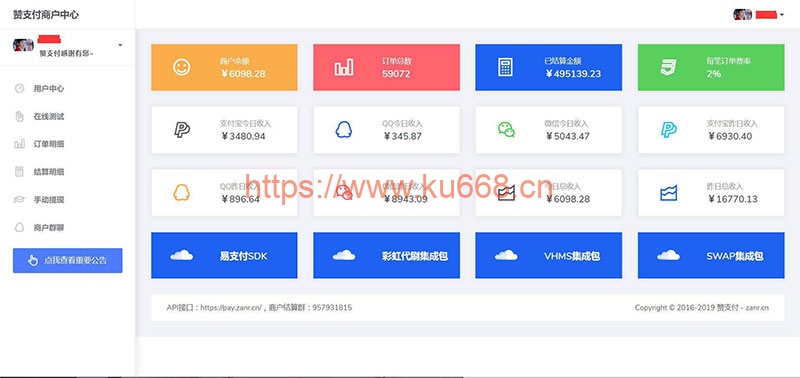 赞支付商户中心
赞支付感谢有您~
用户中心
在线测试
订单明细
结算明细
手动提现
商户群聊
点我查看重要公告
商户余额
￥6098.28
订单总数
59072
已结算金额
￥495139.23
每笔订单费率
2%
支付宝今日收入
￥3480.94
QQ今日收入
￥345.87
微信今日收入
￥5043.47
支付宝昨日收入
￥6930.40
QQ昨日收入
￥896.64
微信昨日收入
￥8943.09
今日总收入
￥6098.28
昨日总收入
￥16770.13
https://www.ku668.cn
易支付SDK
彩虹代刷集成包
VHMS集成包
SWAP集成包
API接口：https://pay.zanr.cn/，商户结算群：957931815
Copyright © 2016-2019 赞支付 - zanr.cn